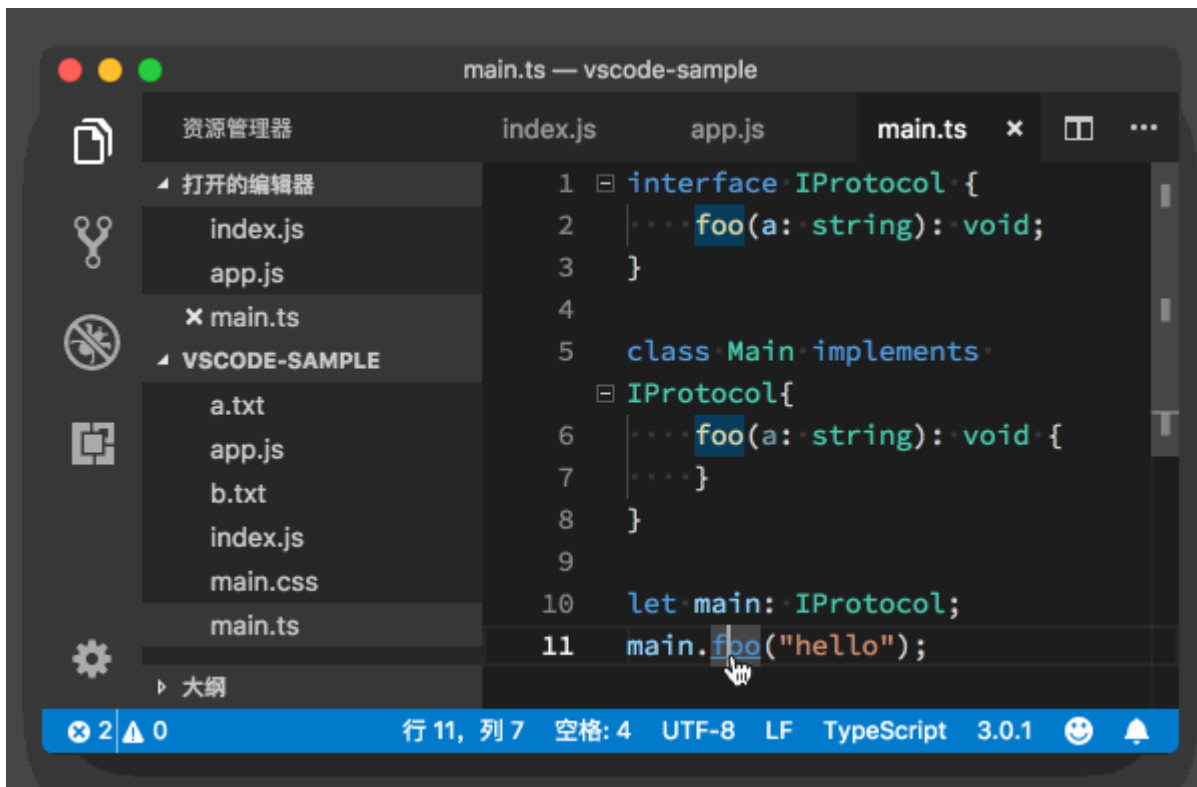 main.ts — vscode-sample
资源管理器
index.js
app.js
main.ts
打开的编辑器
index.js
app.js
main.ts
VSCODE-SAMPLE
a.txt
app.js
b.txt
index.js
main.css
main.ts
大纲
1 interface IProtocol {
2 foo(a: string): void;
3 }
4
5 class Main implements
IProtocol{
6 foo(a: string): void {
7 }
8 }
9
10 let main: IProtocol;
11 main.foo("hello");
2 0 行 11，列 7 空格: 4 UTF-8 LF TypeScript 3.0.1